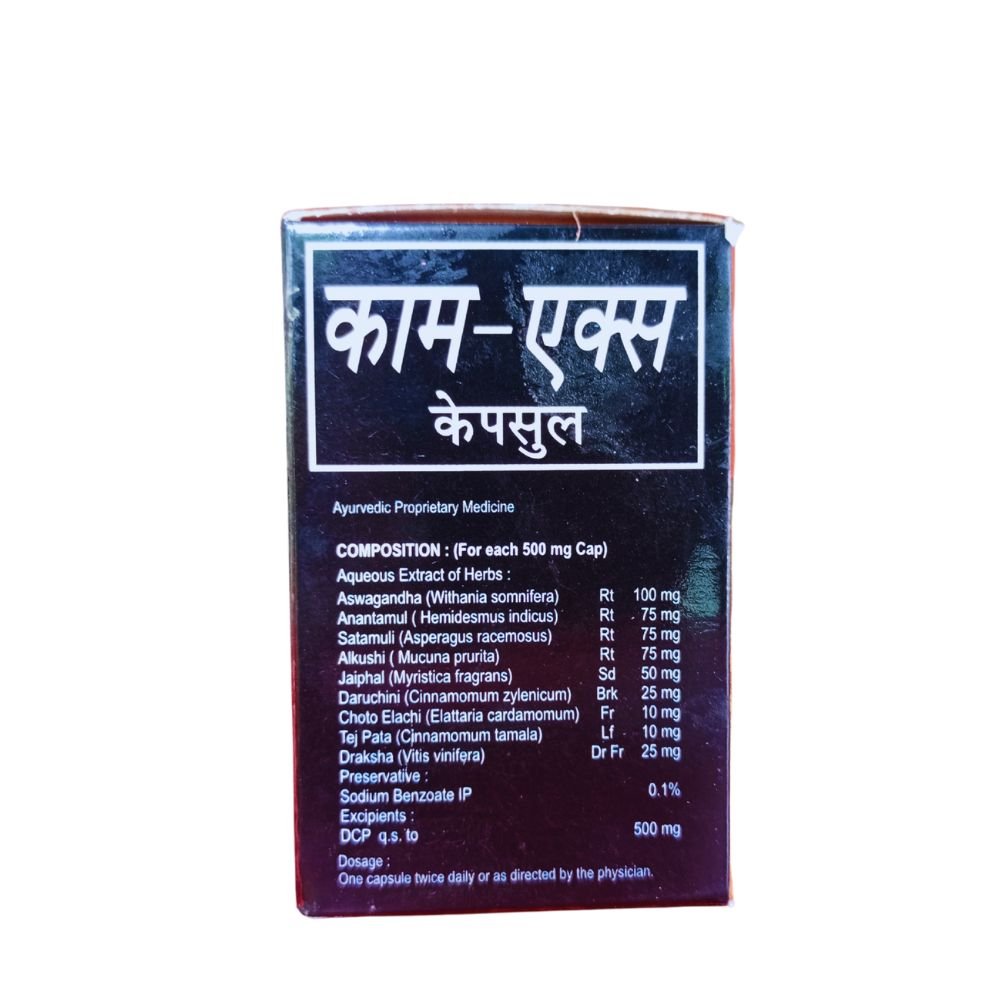 काम-एक्स
केपसुल
Ayurvedic Proprietary Medicine
COMPOSITION : (For each 500 mg Cap)
Aqueous Extract of Herbs :
Aswagandha (Withania somnifera) Rt 100 mg
Anantamul ( Hemidesmus indicus) Rt 75 mg
Satamuli (Asperagus racemosus) Rt 75 mg
Alkushi ( Mucuna prurita) Rt 75 mg
Jaiphal (Myristica fragrans) Sd 50 mg
Daruchini (Cinnamomum zylenicum) Brk 25 mg
Choto Elachi (Elattaria cardamomum) Fr 10 mg
Tej Pata (Cinnamomum tamala) Lf 10 mg
Draksha (Vitis vinifera) Dr Fr 25 mg
Preservative :
Sodium Benzoate IP 0.1%
Excipients :
DCP q.s. to 500 mg
Dosage :
One capsule twice daily or as directed by the physician.